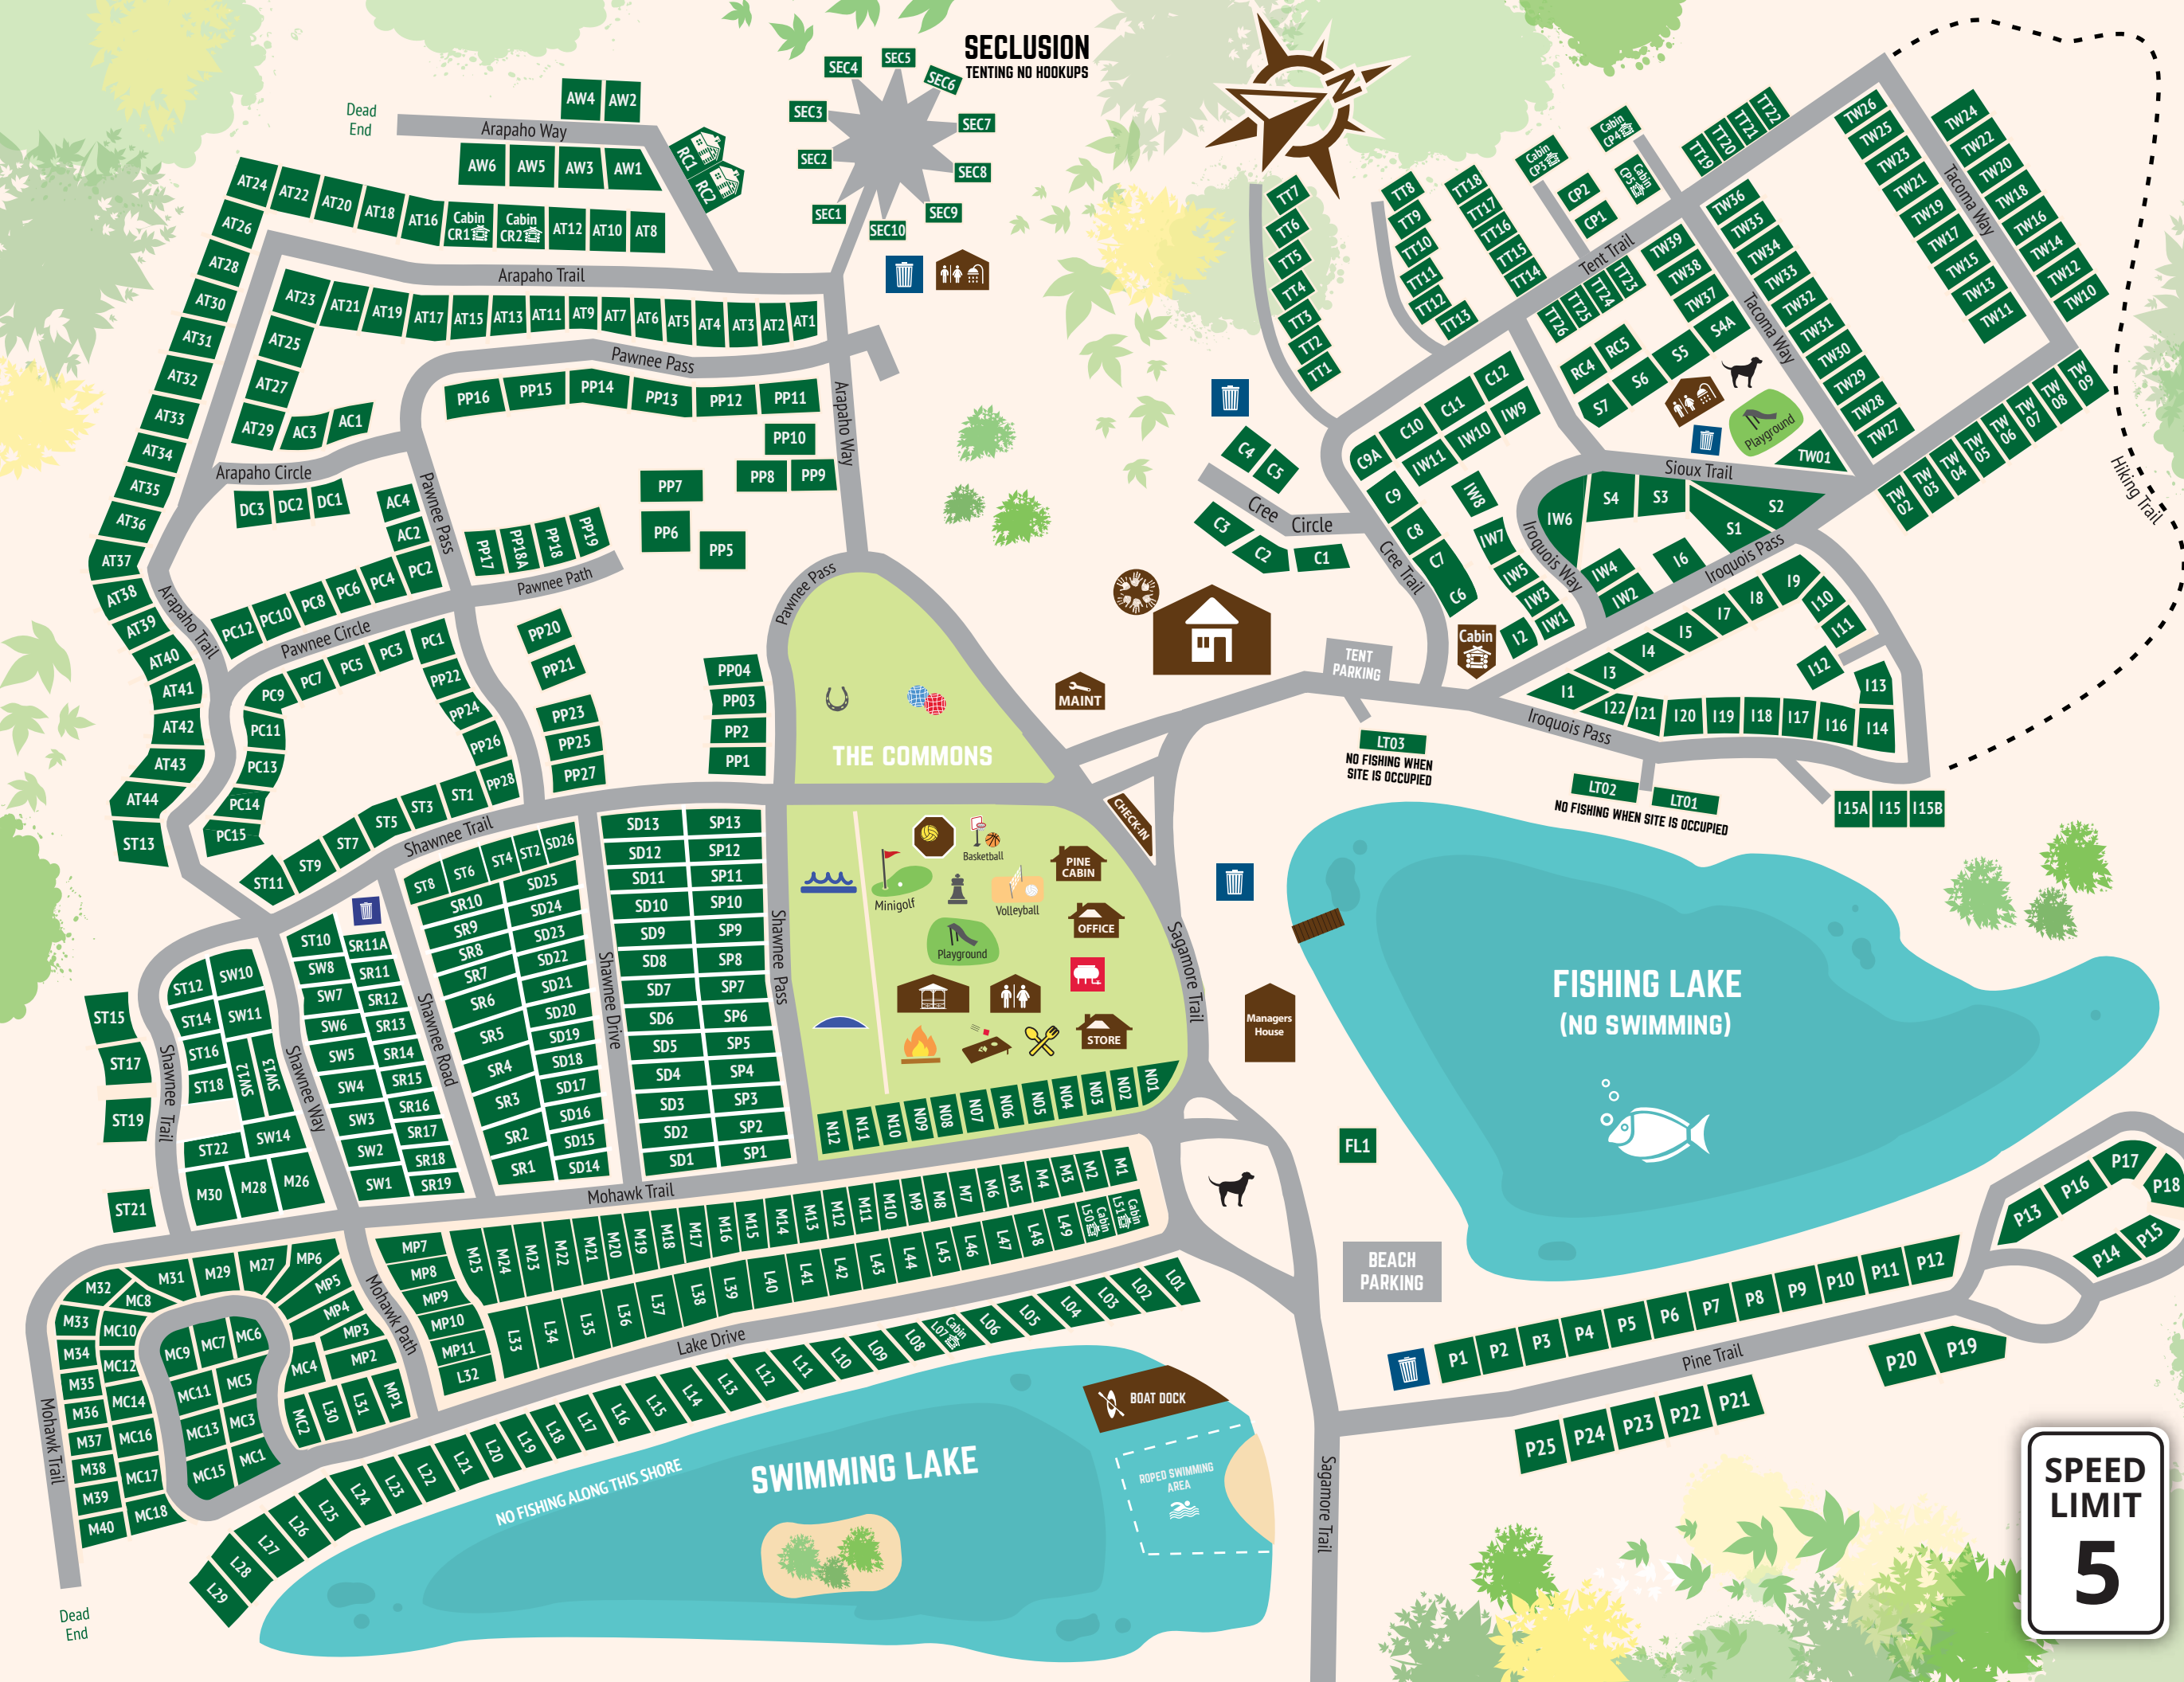 SECLUSION
TENTING NO HOOKUPS
SEC4
SEC5
SEC6
SEC3
SEC7
SEC2
SEC8
SEC1
SEC9
SEC10
N
Dead
End
Arapaho Way
AW4
AW2
AW6
AW5
AW3
AW1
RC1
RC2
AT24
AT22
AT20
AT18
AT16
Cabin
CR1
Cabin
CR2
AT12
AT10
AT8
AT26
AT28
AT30
AT31
AT32
AT33
AT34
AT35
AT36
AT37
AT38
AT39
AT40
AT41
AT42
AT43
AT44
ST13
Arapaho Trail
AT23
AT21
AT19
AT17
AT15
AT13
AT11
AT9
AT7
AT6
AT5
AT4
AT3
AT2
AT1
AT25
AT27
AT29
AC3
AC1
Pawnee Pass
PP16
PP15
PP14
PP13
PP12
PP11
PP10
PP8
PP9
PP7
PP6
PP5
Arapaho Way
Arapaho Circle
DC3
DC2
DC1
AC4
AC2
Pawnee Pass
PP17
PP18A
PP18
PP19
Pawnee Path
PC12
PC10
PC8
PC6
PC4
PC2
Arapaho Trail
Pawnee Circle
PC9
PC7
PC5
PC3
PC1
PC11
PC13
PC14
PC15
PP22
PP24
PP26
PP28
PP20
PP21
PP23
PP25
PP27
PP04
PP03
PP2
PP1
Pawnee Pass
ST11
ST9
ST7
ST5
ST3
ST1
Shawnee Trail
THE COMMONS
MAINT
CHECK-IN
Basketball
Minigolf
Volleyball
Playground
PINE
CABIN
OFFICE
STORE
Managers
House
Sagamore Trail
N12
N11
N10
N09
N08
N07
N06
N05
N04
N03
N02
N01
ST8
ST6
ST4
ST2
SD26
SR10
SR9
SR8
SR7
SR6
SR5
SR4
SR3
SR2
SR1
SD25
SD24
SD23
SD22
SD21
SD20
SD19
SD18
SD17
SD16
SD15
SD14
Shawnee Drive
SD13
SD12
SD11
SD10
SD9
SD8
SD7
SD6
SD5
SD4
SD3
SD2
SD1
SP13
SP12
SP11
SP10
SP9
SP8
SP7
SP6
SP5
SP4
SP3
SP2
SP1
Shawnee Pass
ST10
SW8
SW7
SW6
SW5
SW4
SW3
SW2
SW1
SR11A
SR11
SR12
SR13
SR14
SR15
SR16
SR17
SR18
SR19
Shawnee Road
Shawnee Way
ST12
SW10
ST14
SW11
ST16
ST18
SW12
SW13
ST22
SW14
M30
M28
M26
Shawnee Trail
ST15
ST17
ST19
ST21
Mohawk Trail
M25
M24
M23
M22
M21
M20
M19
M18
M17
M16
M15
M14
M13
M12
M11
M10
M9
M8
M7
M6
M5
M4
M3
M2
M1
MP7
MP8
MP9
MP10
MP11
L32
L33
L34
L35
L36
L37
L38
L39
L40
L41
L42
L43
L44
L45
L46
L47
L48
L49
Cabin
L50
Cabin
L51
Mohawk Path
M32
M31
M29
M27
MP6
MP5
MP4
MP3
MP2
MP1
MC8
M33
MC10
M34
MC12
M35
MC14
M36
MC16
M37
M38
MC17
M39
MC18
M40
MC9
MC7
MC6
MC11
MC5
MC13
MC3
MC15
MC1
MC4
MC2
L30
L31
Mohawk Trail
Dead
End
Lake Drive
L29
L28
L27
L26
L25
L24
L23
L22
L21
L20
L19
L18
L17
L16
L15
L14
L13
L12
L11
L10
L09
L08
Cabin
L07
L06
L05
L04
L03
L02
L01
NO FISHING ALONG THIS SHORE
SWIMMING LAKE
BOAT DOCK
ROPED SWIMMING
AREA
Sagamore Trail
TT7
TT6
TT5
TT4
TT3
TT2
TT1
TT8
TT9
TT10
TT11
TT12
TT13
TT18
TT17
TT16
TT15
TT14
Cabin
CP3
Cabin
CP4
Cabin
CP5
CP2
CP1
TT19
TT20
TT21
TT22
Tent Trail
TT26
TT25
TT24
TT23
TW39
TW38
TW37
S4A
S5
S6
S7
RC4
RC5
TW36
TW35
TW34
TW33
TW32
TW31
TW30
TW29
TW28
TW27
Tacoma Way
TW26
TW25
TW23
TW21
TW19
TW17
TW15
TW13
TW11
Tacoma Way
TW24
TW22
TW20
TW18
TW16
TW14
TW12
TW10
TW
09
TW
08
TW
07
TW
06
TW
05
TW
04
TW
03
TW
02
TW01
Playground
Hiking Trail
Sioux Trail
S4
S3
S2
S1
IW6
C12
C11
C10
C9A
IW9
IW10
IW11
C4
C5
C3
C2
C1
Cree Circle
C9
C8
C7
C6
Cree Trail
IW8
IW7
IW5
IW3
IW1
I2
Iroquois Way
IW4
IW2
I6
Iroquois Pass
Cabin
TENT
PARKING
I1
I3
I4
I5
I7
I8
I9
I10
I11
I12
I13
I14
I22
I21
I20
I19
I18
I17
I16
Iroquois Pass
I15A
I15
I15B
LT03
NO FISHING WHEN
SITE IS OCCUPIED
LT02
LT01
NO FISHING WHEN SITE IS OCCUPIED
FISHING LAKE
(NO SWIMMING)
FL1
BEACH
PARKING
P1
P2
P3
P4
P5
P6
P7
P8
P9
P10
P11
P12
P13
P16
P17
P18
P14
P15
P20
P19
Pine Trail
P25
P24
P23
P22
P21
SPEED
LIMIT
5